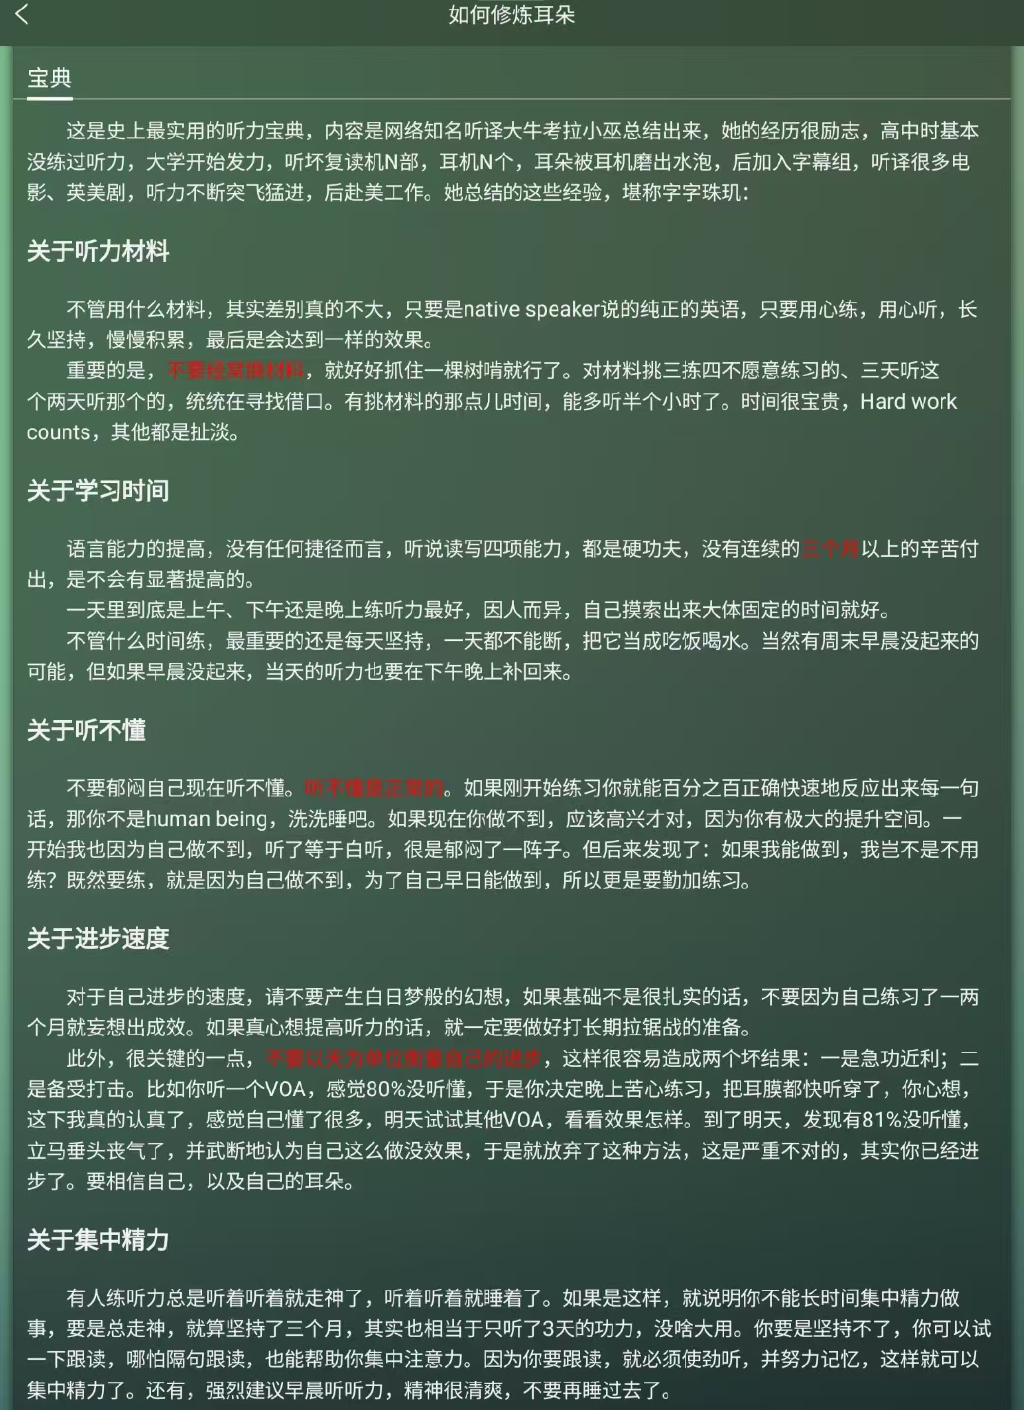 如何修炼耳朵
宝典
这是史上最实用的听力宝典，内容是网络知名听译大牛考拉小巫总结出来，她的经历很励志，高中时基本
没练过听力，大学开始发力，听坏复读机N部，耳机N个，耳朵被耳机磨出水泡，后加入字幕组，听译很多电
影、英美剧，听力不断突飞猛进，后赴美工作。她总结的这些经验，堪称字字珠玑：
关于听力材料
不管用什么材料，其实差别真的不大，只要是native speaker说的纯正的英语，只要用心练，用心听，长
久坚持，慢慢积累，最后是会达到一样的效果。
重要的是，不要经常换材料，就好好抓住一棵树啃就行了。对材料挑三拣四不愿意练习的、三天听这
个两天听那个的，统统在寻找借口。有挑材料的那点儿时间，能多听半个小时了。时间很宝贵，Hard work
counts，其他都是扯淡。
关于学习时间
语言能力的提高，没有任何捷径而言，听说读写四项能力，都是硬功夫，没有连续的三个月以上的辛苦付
出，是不会有显著提高的。
一天里到底是上午、下午还是晚上练听力最好，因人而异，自己摸索出来大体固定的时间就好。
不管什么时间练，最重要的还是每天坚持，一天都不能断，把它当成吃饭喝水。当然有周末早晨没起来的
可能，但如果早晨没起来，当天的听力也要在下午晚上补回来。
关于听不懂
不要郁闷自己现在听不懂。听不懂是正常的。如果刚开始练习你就能百分之百正确快速地反应出来每一句
话，那你不是human being，洗洗睡吧。如果现在你做不到，应该高兴才对，因为你有极大的提升空间。一
开始我也因为自己做不到，听了等于白听，很是郁闷了一阵子。但后来发现了：如果我能做到，我岂不是不用
练？既然要练，就是因为自己做不到，为了自己早日能做到，所以更是要勤加练习。
关于进步速度
对于自己进步的速度，请不要产生白日梦般的幻想，如果基础不是很扎实的话，不要因为自己练习了一两
个月就妄想出成效。如果真心想提高听力的话，就一定要做好打长期拉锯战的准备。
此外，很关键的一点，不要以天为单位衡量自己的进步，这样很容易造成两个坏结果：一是急功近利；二
是备受打击。比如你听一个VOA，感觉80%没听懂，于是你决定晚上苦心练习，把耳膜都快听穿了，你心想，
这下我真的认真了，感觉自己懂了很多，明天试试其他VOA，看看效果怎样。到了明天，发现有81%没听懂，
立马垂头丧气了，并武断地认为自己这么做没效果，于是就放弃了这种方法，这是严重不对的，其实你已经进
步了。要相信自己，以及自己的耳朵。
关于集中精力
有人练听力总是听着听着就走神了，听着听着就睡着了。如果是这样，就说明你不能长时间集中精力做
事，要是总走神，就算坚持了三个月，其实也相当于只听了3天的功力，没啥大用。你要是坚持不了，你可以试
一下跟读，哪怕隔句跟读，也能帮助你集中注意力。因为你要跟读，就必须使劲听，并努力记忆，这样就可以
集中精力了。还有，强烈建议早晨听听力，精神很清爽，不要再睡过去了。